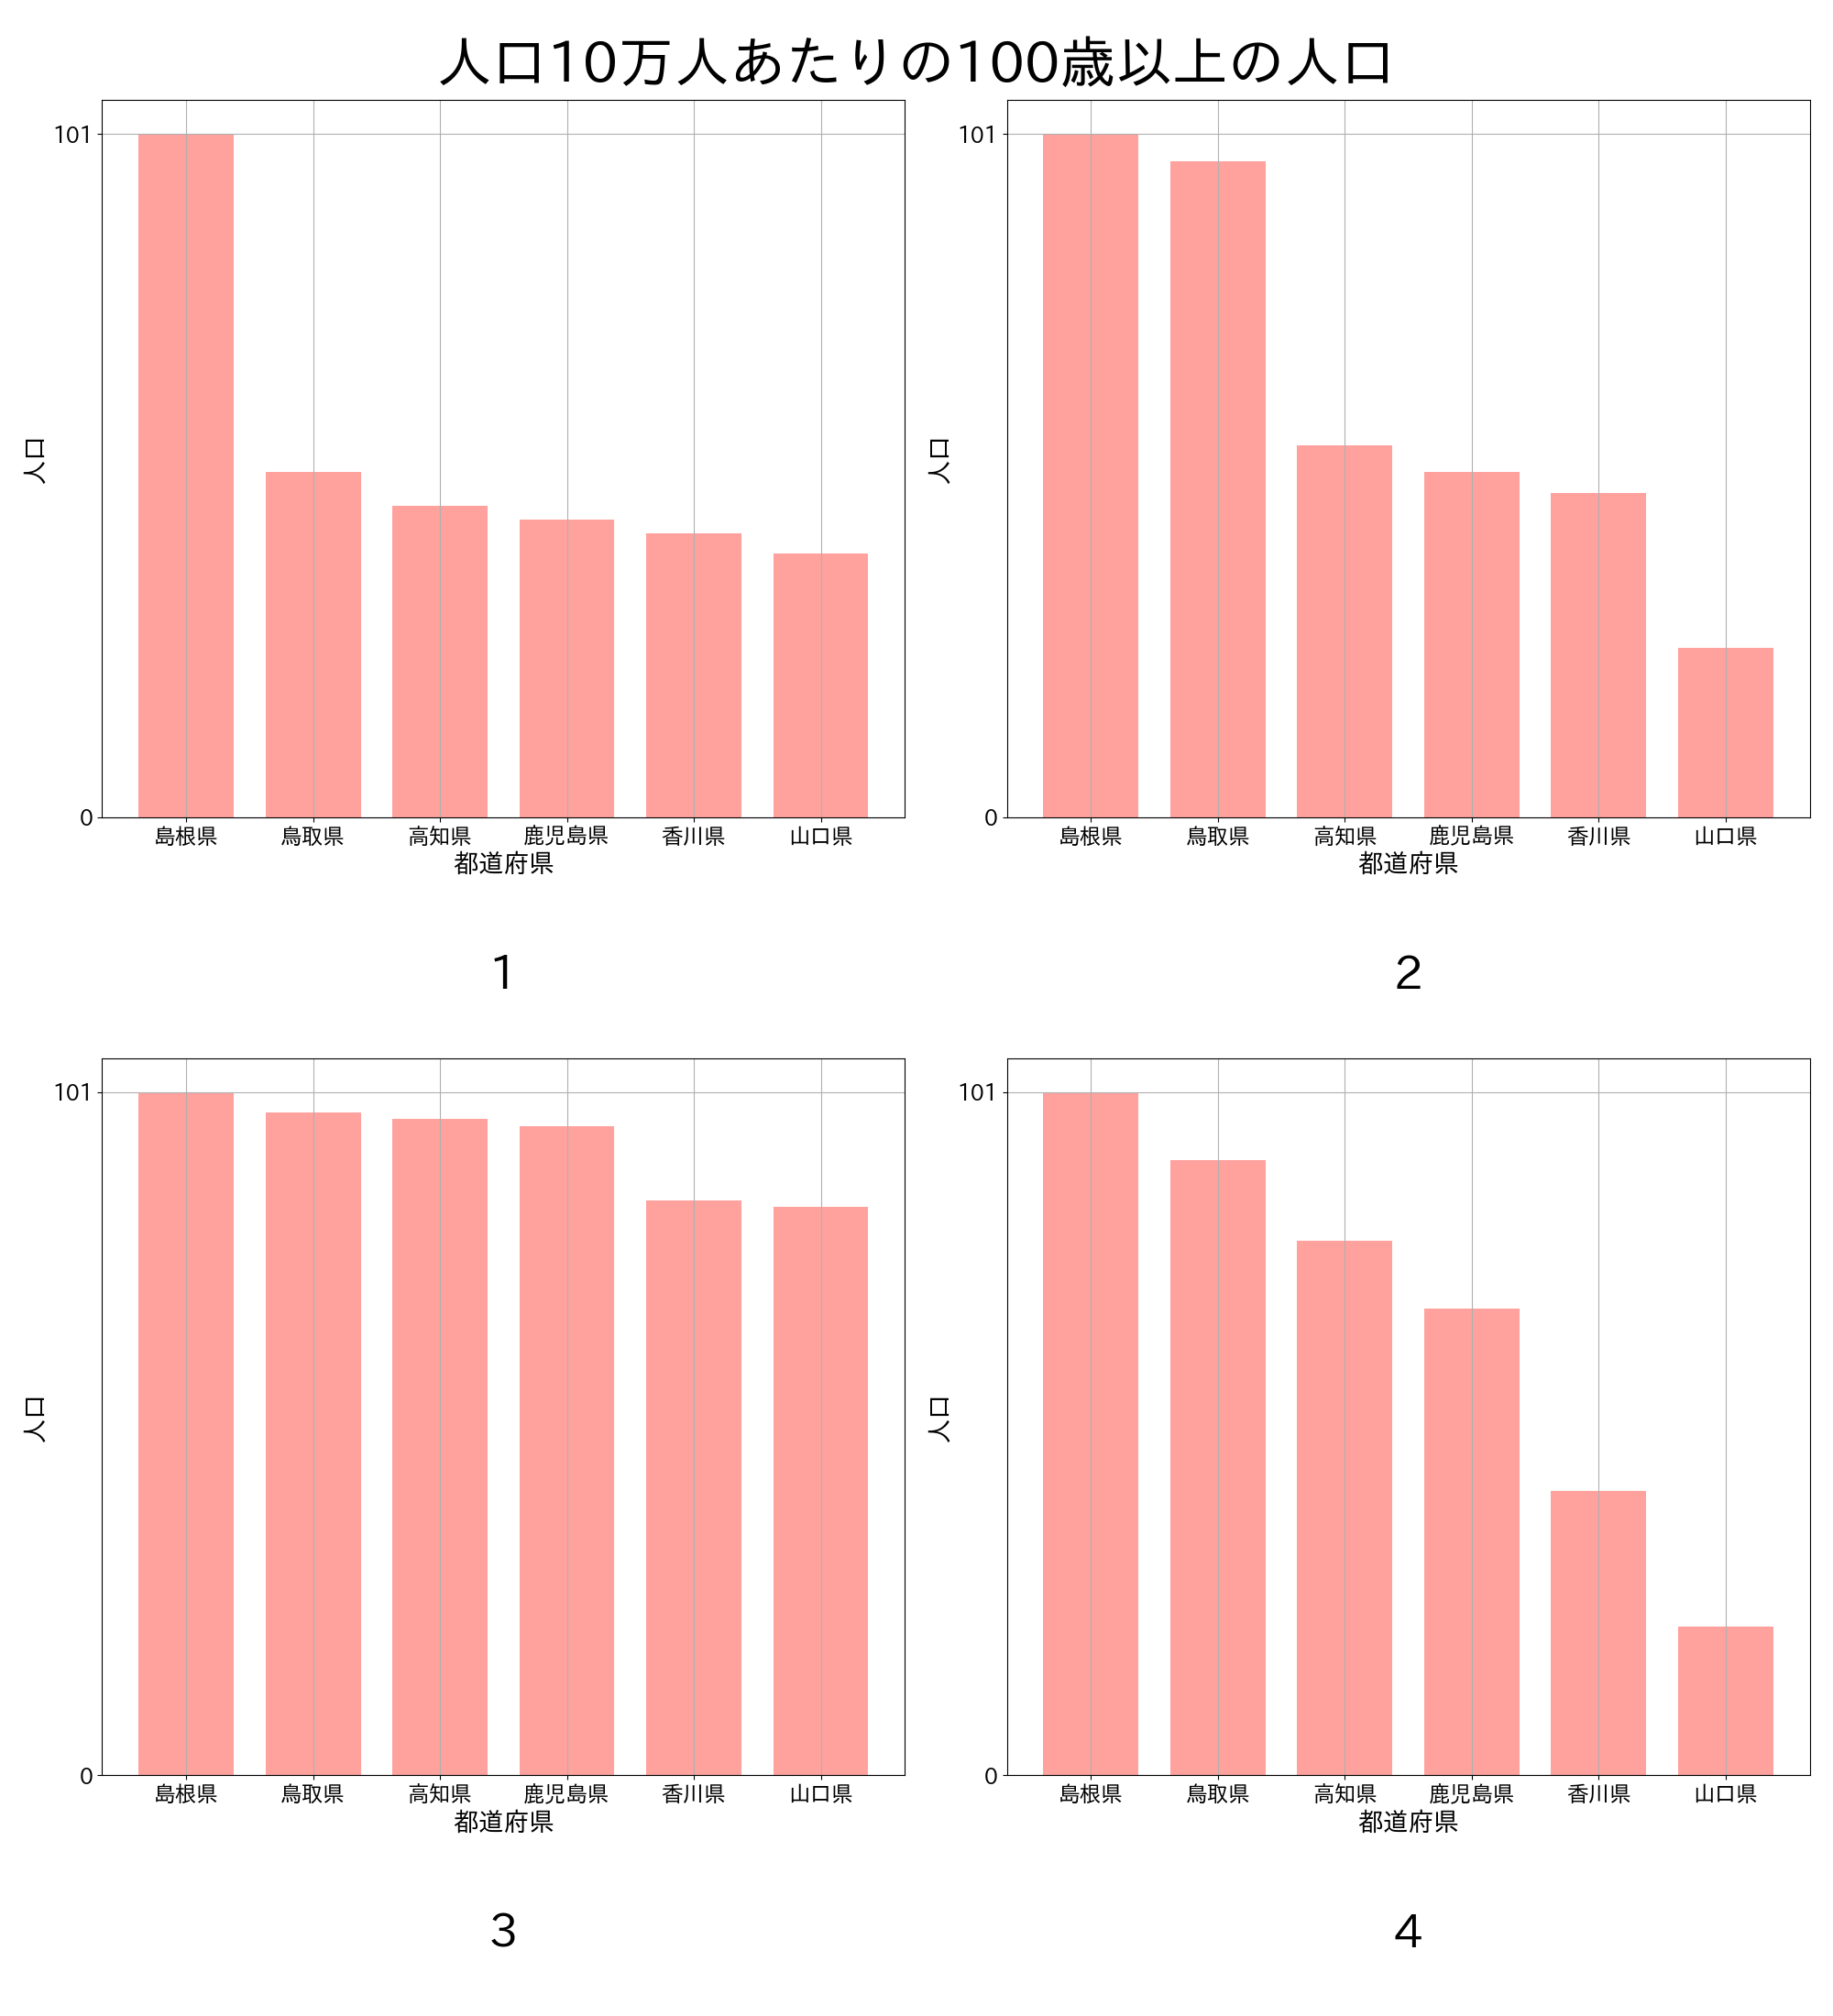 人口10万人あたりの100歳以上の人口
101
人口
0
島根県 鳥取県 高知県 鹿児島県 香川県 山口県
都道府県
1
101
人口
0
島根県 鳥取県 高知県 鹿児島県 香川県 山口県
都道府県
2
101
人口
0
島根県 鳥取県 高知県 鹿児島県 香川県 山口県
都道府県
3
101
人口
0
島根県 鳥取県 高知県 鹿児島県 香川県 山口県
都道府県
4